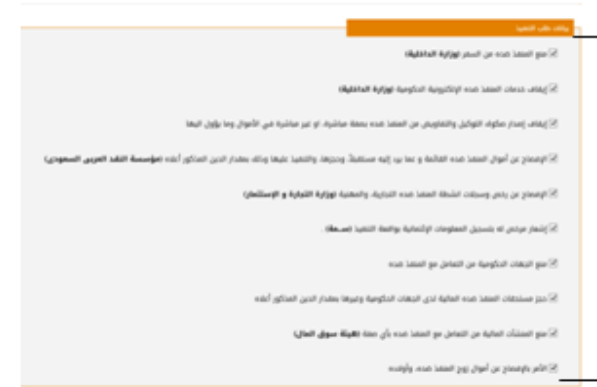 بيانات طلب التنفيذ
منع المنفذ ضده من السفر (وزارة الداخلية)
إيقاف خدمات المنفذ ضده الإلكترونية الحكومية (وزارة الداخلية)
إيقاف إصدار صكوك التوكيل والتفاويض من المنفذ ضده بصفة مباشرة، او غير مباشرة في الأموال وما يؤول اليها
الإفصاح عن أموال المنفذ ضده القائمة و عما يرد إليه مستقبلاً، وحجزها، والتنفيذ عليها وذلك بمقدار الدين المذكور أعلاه (مؤسسة النقد العربي السعودي)
الإفصاح عن رخص وسجلات انشطة المنفذ ضده التجارية، والمهنية (وزارة التجارة و الإستثمار)
إشعار مرخص له بتسجيل المعلومات الإئتمانية بواقعة التنفيذ (سـمة) .
منع الجهات الحكومية من التعامل مع المنفذ ضده
حجز مستحقات المنفذ ضده المالية لدى الجهات الحكومية وغيرها بمقدار الدين المذكور أعلاه
منع المنشآت المالية من التعامل مع المنفذ ضده بأي صفة (هيئة سوق المال)
الأمر بالإفصاح عن أموال زوج المنفذ ضده، وأولاده